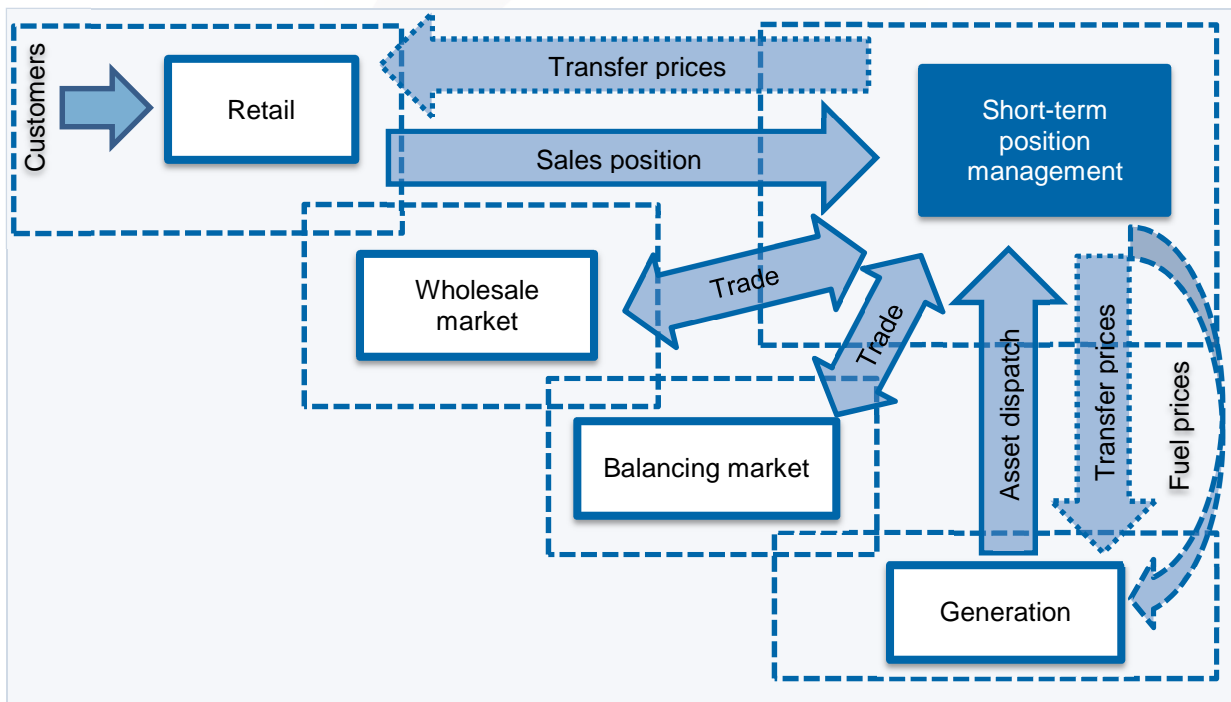 Customers
Retail
Transfer prices
Sales position
Short-term
position
management
Wholesale
market
Trade
Trade
Balancing market
Asset dispatch
Transfer prices
Fuel prices
Generation